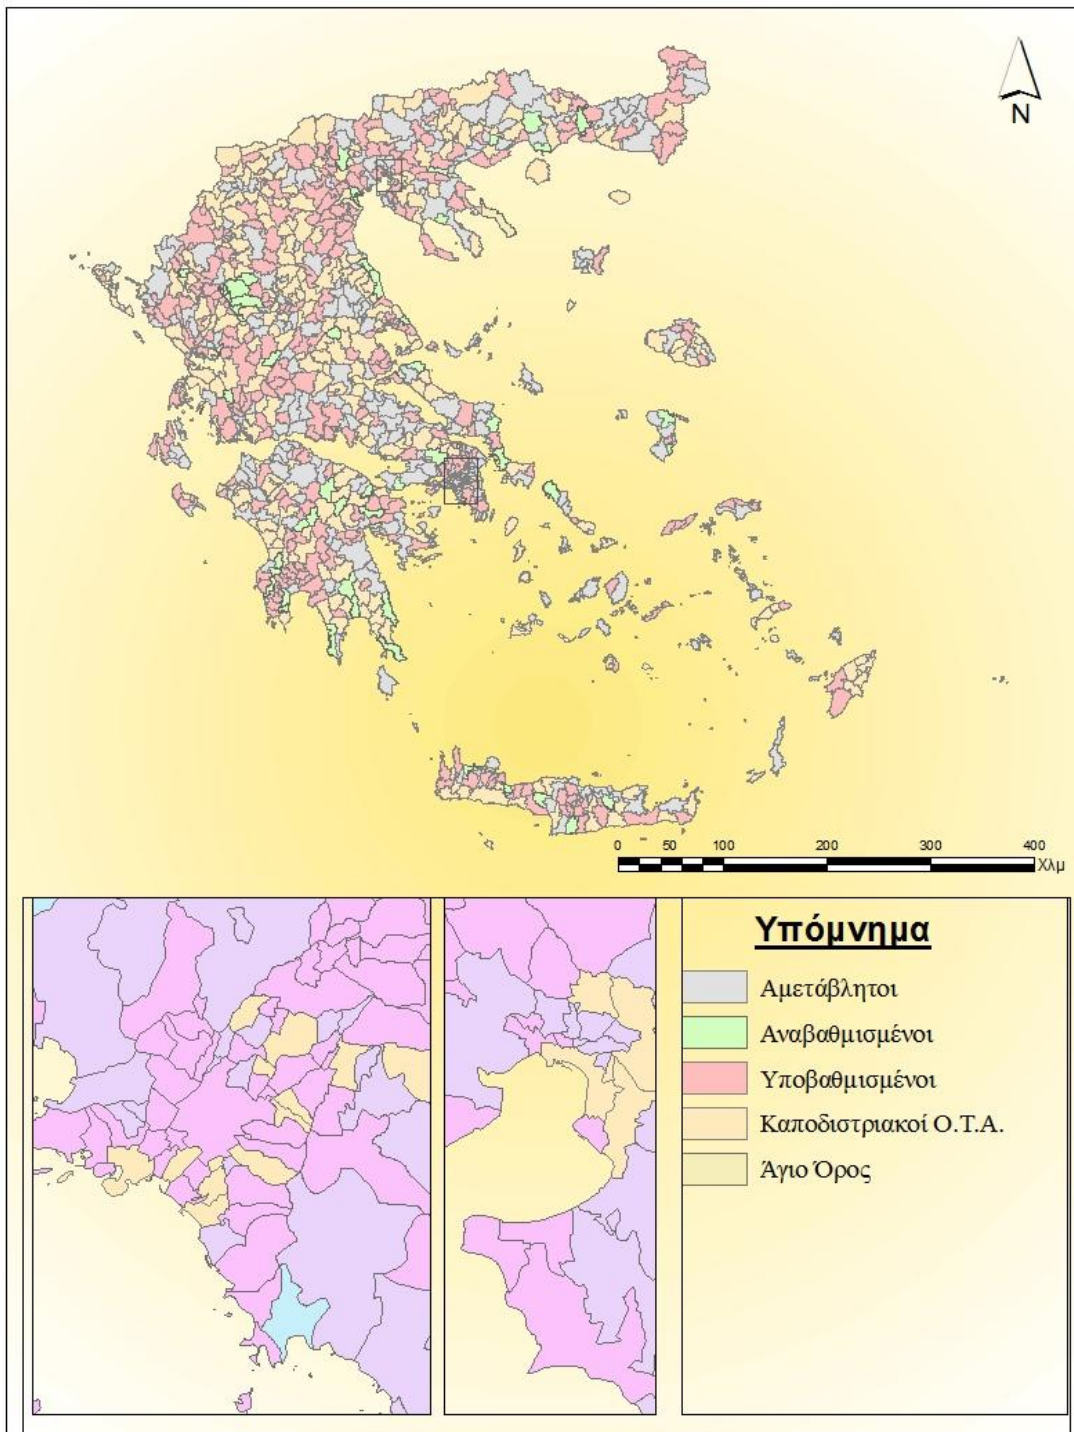 N
0 50 100 200 300 400
Χλμ
Υπόμνημα
Αμετάβλητοι
Αναβαθμισμένοι
Υποβαθμισμένοι
Καποδιστριακοί Ο.Τ.Α.
Άγιο Όρος